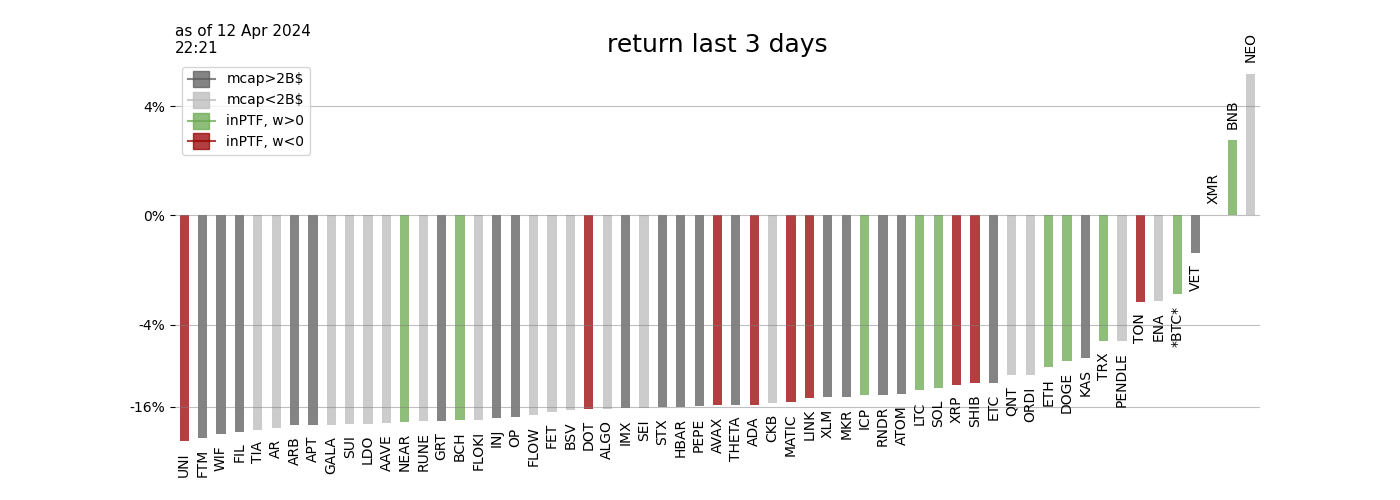 as of 12 Apr 2024
22:21
return last 3 days
mcap>2B$
mcap<2B$
inPTF, w>0
inPTF, w<0
4%
0%
-4%
-16%
UNI
FTM
WIF
FIL
TIA
AR
ARB
APT
GALA
SUI
LDO
AAVE
NEAR
RUNE
GRT
BCH
FLOKI
INJ
OP
FLOW
FET
BSV
DOT
ALGO
IMX
SEI
STX
HBAR
PEPE
AVAX
THETA
ADA
CKB
MATIC
LINK
XLM
MKR
ICP
RNDR
ATOM
LTC
SOL
XRP
SHIB
ETC
QNT
ORDI
ETH
DOGE
KAS
TRX
PENDLE
TON
ENA
*BTC*
VET
XMR
BNB
NEO